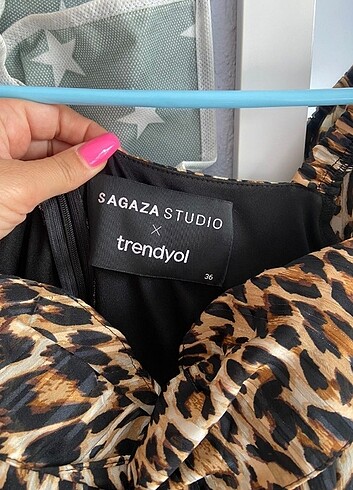 SAGAZA STUDIO
×
trendyol
36